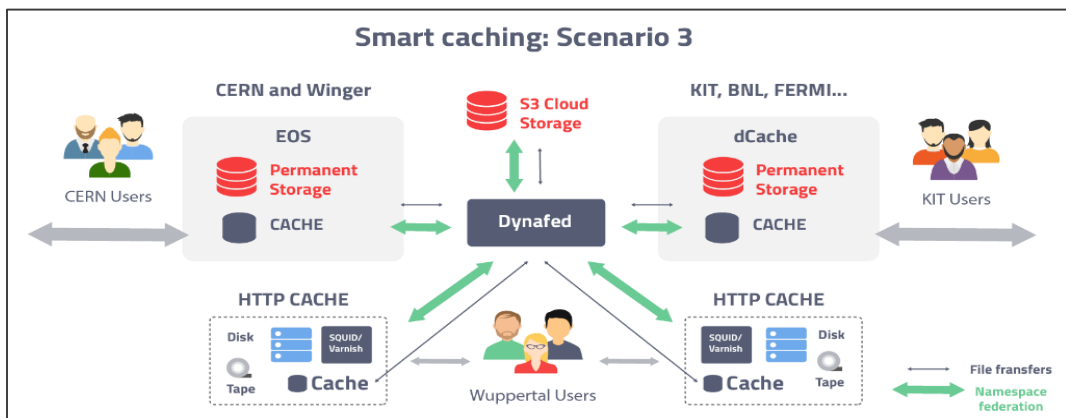 Smart caching: Scenario 3
CERN and Winger
KIT, BNL, FERMI...
S3 Cloud
Storage
EOS
dCache
Permanent
Storage
Permanent
Storage
CERN Users
KIT Users
CACHE
Dynafed
CACHE
HTTP CACHE
HTTP CACHE
Disk
SQUID/
Varnish
Tape
Cache
SQUID/
Varnish
Disk
Cache
Tape
Wuppertal Users
File fransfers
Namespace
federation